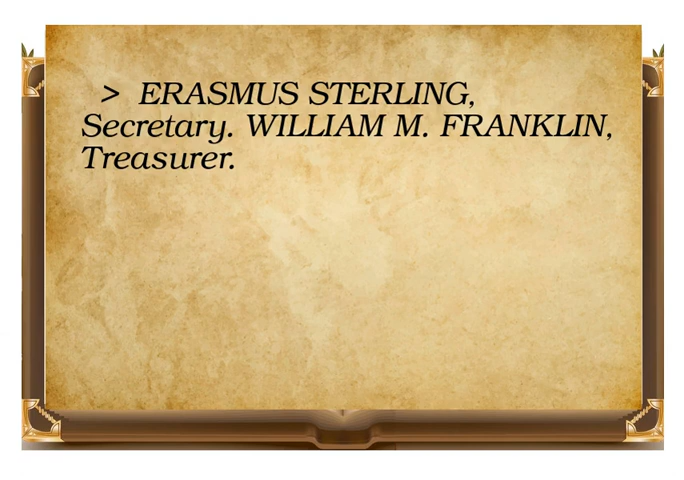 > ERASMUS STERLING,
Secretary. WILLIAM M. FRANKLIN,
Treasurer.